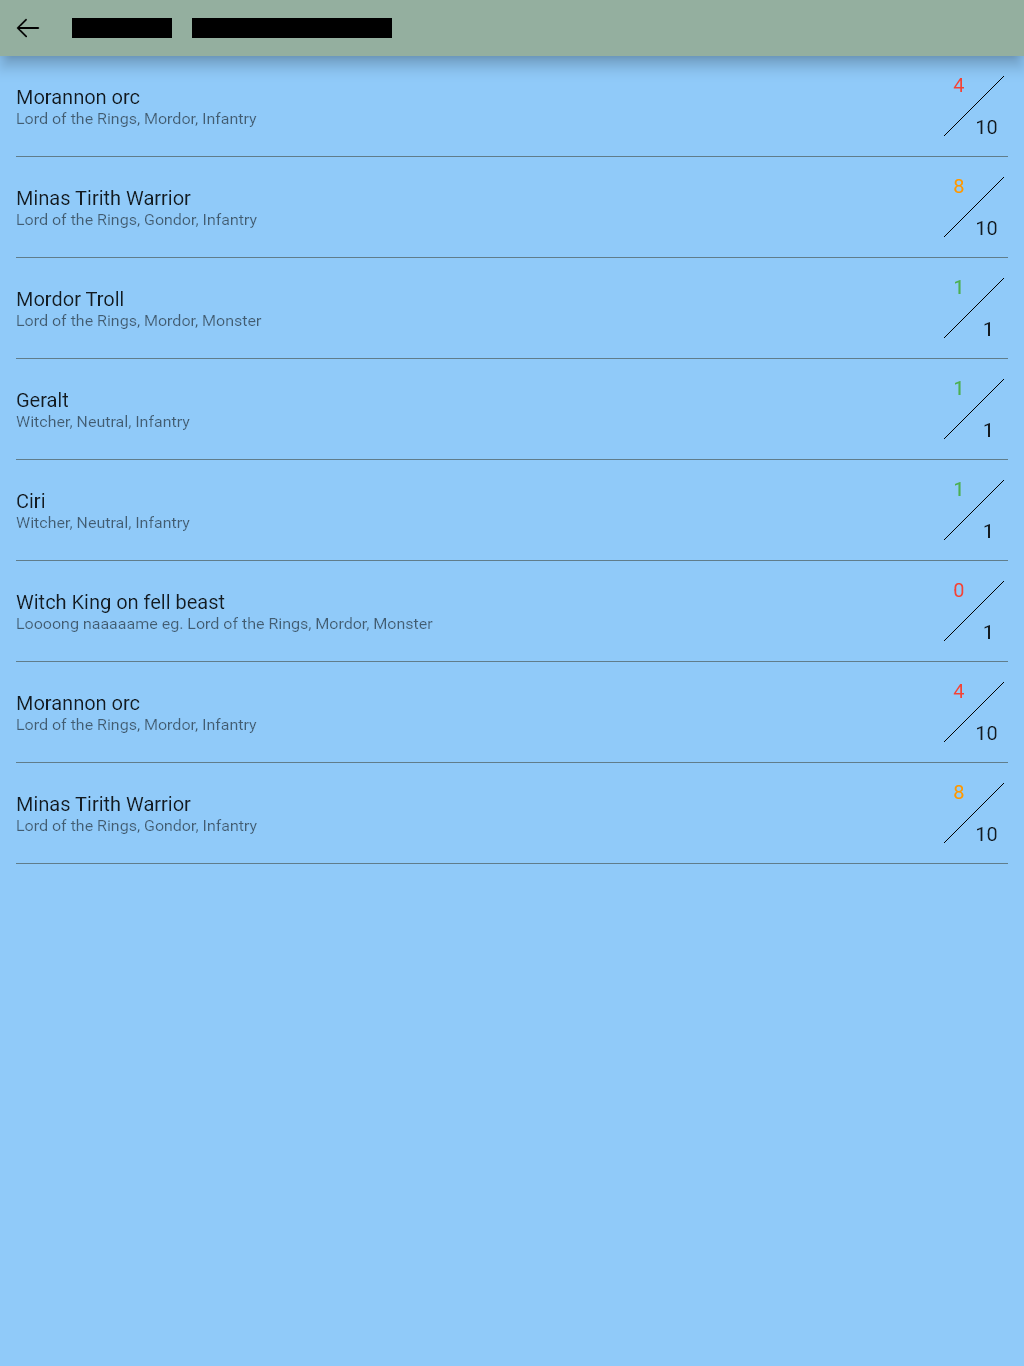 Morannon orc
Lord of the Rings, Mordor, Infantry
4
10
Minas Tirith Warrior
Lord of the Rings, Gondor, Infantry
8
10
Mordor Troll
Lord of the Rings, Mordor, Monster
1
1
Geralt
Witcher, Neutral, Infantry
1
1
Ciri
Witcher, Neutral, Infantry
1
1
Witch King on fell beast
Loooong naaaaame eg. Lord of the Rings, Mordor, Monster
0
1
Morannon orc
Lord of the Rings, Mordor, Infantry
4
10
Minas Tirith Warrior
Lord of the Rings, Gondor, Infantry
8
10